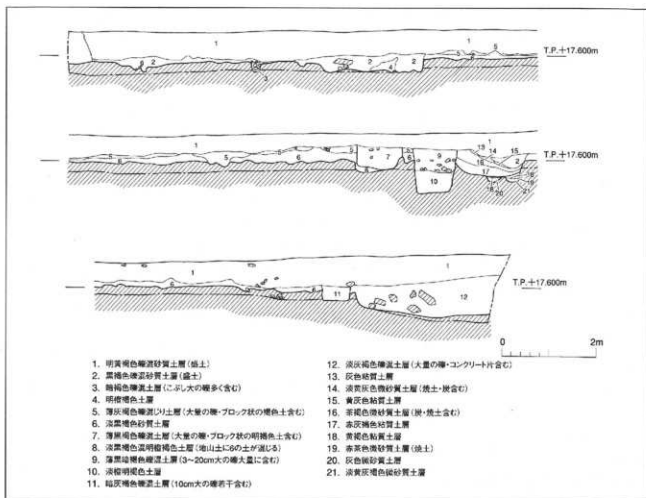 T.P.+17.600m
T.P.+17.600m
T.P.+17.600m
0 2m
1. 明黄褐色礫混砂質土層(盛土)
2. 黒褐色礫混砂質土層(盛土)
3. 暗褐色礫混土層(こぶし大の礫多く含む)
4. 明橙褐色土層
5. 薄灰褐色礫混じり土層(大量の礫・ブロック状の褐色土含む)
6. 淡黒褐色砂質土層
7. 薄黒褐色礫混土層(大量の礫・ブロック状の明褐色土含む)
8. 淡黒褐色混明橙褐色土層(地山土に6の土が混じる)
9. 薄黒暗褐色礫混土層(3〜20cm大の礫大量に含む)
10. 淡橙明褐色土層
11. 暗灰褐色礫混土層(10cm大の礫若干含む)
12. 淡灰褐色礫混土層(大量の礫・コンクリート片含む)
13. 灰色粘質土層
14. 淡黄灰色微砂質土層(焼土・炭含む)
15. 黄灰色粘質土層
16. 茶褐色微砂質土層(炭・焼土含む)
17. 赤灰褐色粘質土層
18. 黄褐色粘質土層
19. 赤茶色微砂質土層(焼土)
20. 灰色微砂質土層
21. 淡黄灰褐色微砂質土層